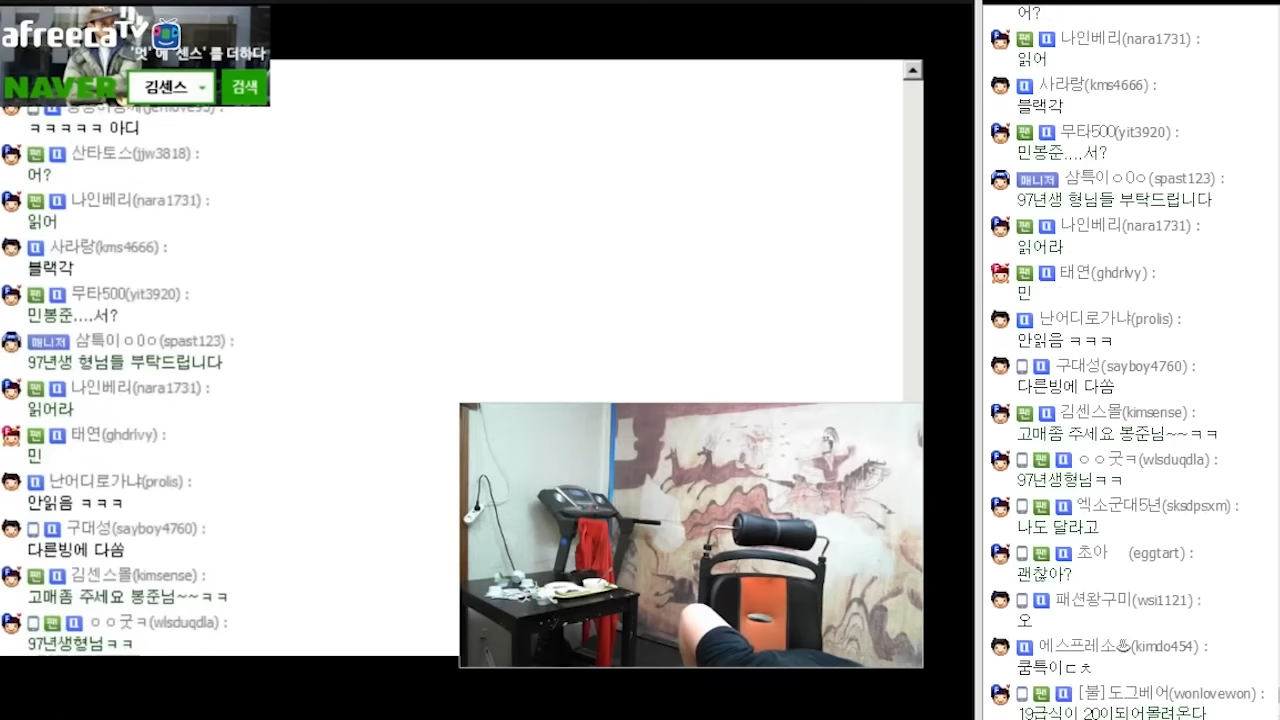 afreecaTV
'멋'에 '센스'를 더하다
NAVER 김센스 검색
ㅋㅋㅋㅋㅋ 아디
산타토스(jjw3818) :
어?
나인베리(nara1731) :
읽어
사라랑(kms4666) :
블랙각
무타500(yit3920) :
민봉준....서?
매니저 삼특이ㅇ0ㅇ(spast123) :
97년생 형님들 부탁드립니다
나인베리(nara1731) :
읽어라
태연(ghdrlvy) :
민
난어디로가냐(prolis) :
안읽음 ㅋㅋㅋ
구대성(sayboy4760) :
다른빙에 다쏨
김센스몰(kimsense) :
고매좀 주세요 봉준님~~ㅋㅋ
ㅇㅇ굿ㅋ(wlsduqdla) :
97년생형님ㅋㅋ
어?
팬 나인베리(nara1731) :
읽어
사라랑(kms4666) :
블랙각
팬 무타500(yit3920) :
민봉준....서?
매니저 삼특이ㅇ0ㅇ(spast123) :
97년생 형님들 부탁드립니다
팬 나인베리(nara1731) :
읽어라
팬 태연(ghdrlvy) :
민
난어디로가냐(prolis) :
안읽음 ㅋㅋㅋ
구대성(sayboy4760) :
다른빙에 다쏨
팬 김센스몰(kimsense) :
고매좀 주세요 봉준님~~ㅋㅋ
팬 ㅇㅇ굿ㅋ(wlsduqdla) :
97년생형님ㅋㅋ
팬 엑소군대5년(sksdpsxm) :
나도 달라고
팬 초아 (eggtart) :
괜찮아?
패션왕구미(wsi1121) :
오
에스프레소♨(kimdo454) :
쿰특이ㄷㅊ
팬 [불]도그베어(wonlovewon) :
19급식이 20이되어몰려온다